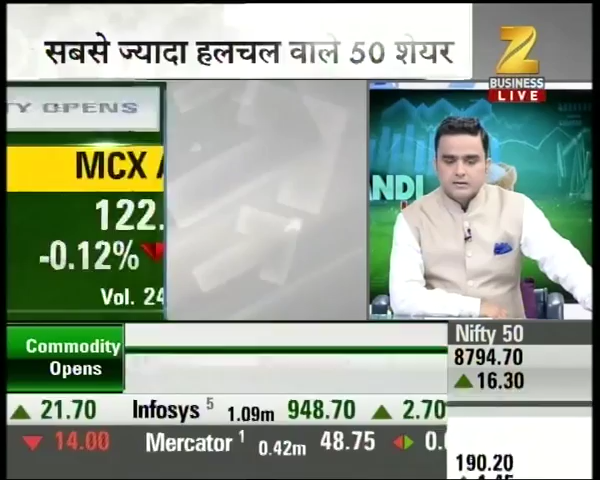 सबसे ज्यादा हलचल वाले 50 शेयर
Z
BUSINESS
LIVE
TY OPENS
MCX
122.
-0.12%
Vol. 24
NDL
Commodity
Opens
Nifty 50
8794.70
16.30
21.70 Infosys 5 1.09m 948.70 2.70
14.00 Mercator 1 0.42m 48.75 0.
190.20